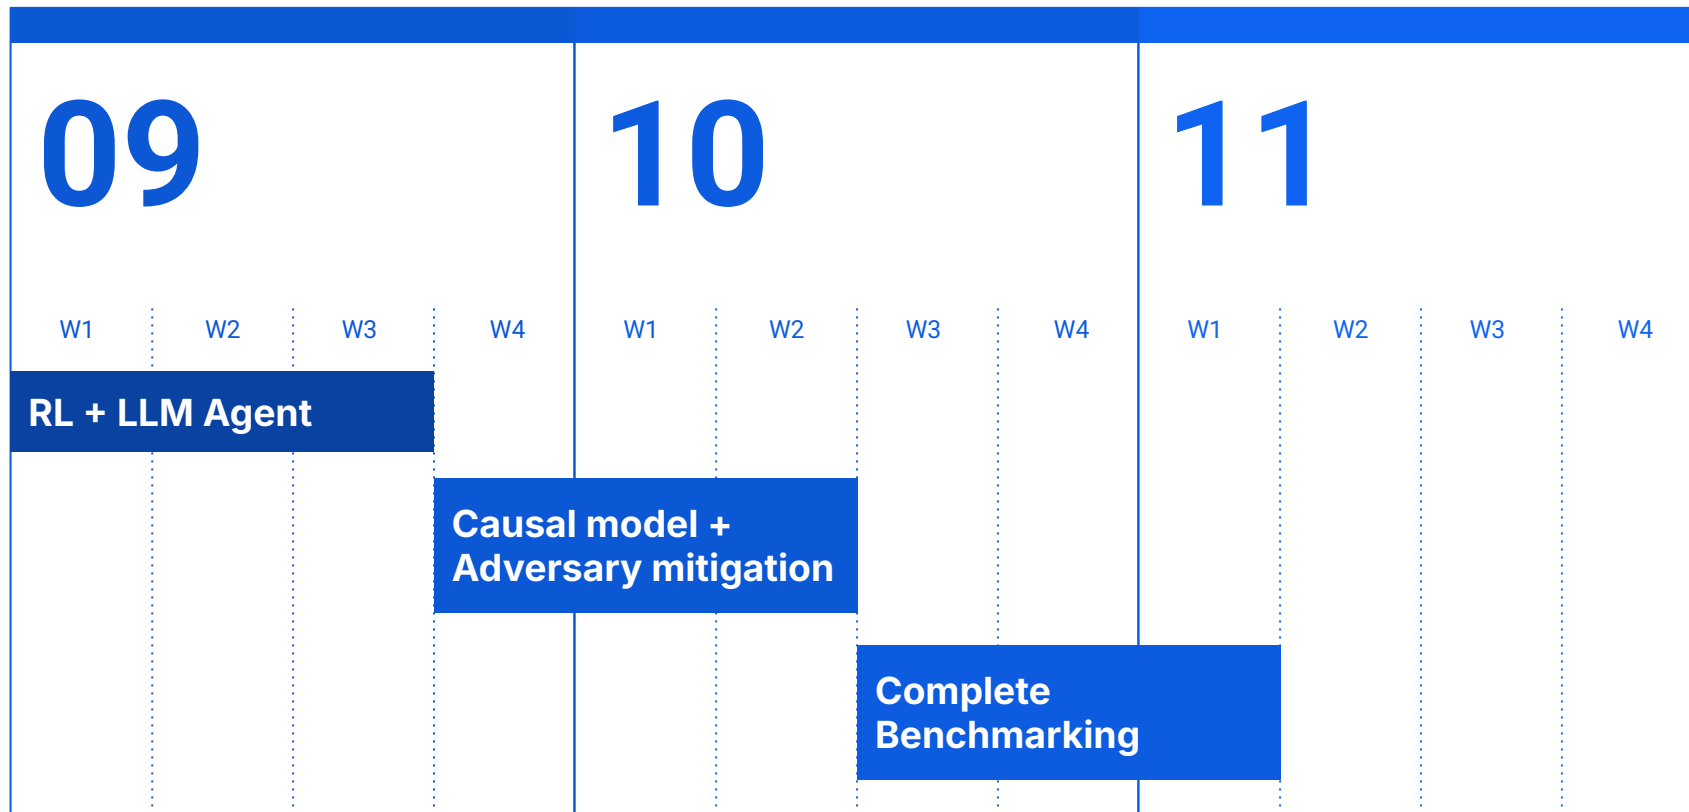 09
10
11
W1 W2 W3 W4 W1 W2 W3 W4 W1 W2 W3 W4
RL + LLM Agent
Causal model +
Adversary mitigation
Complete
Benchmarking